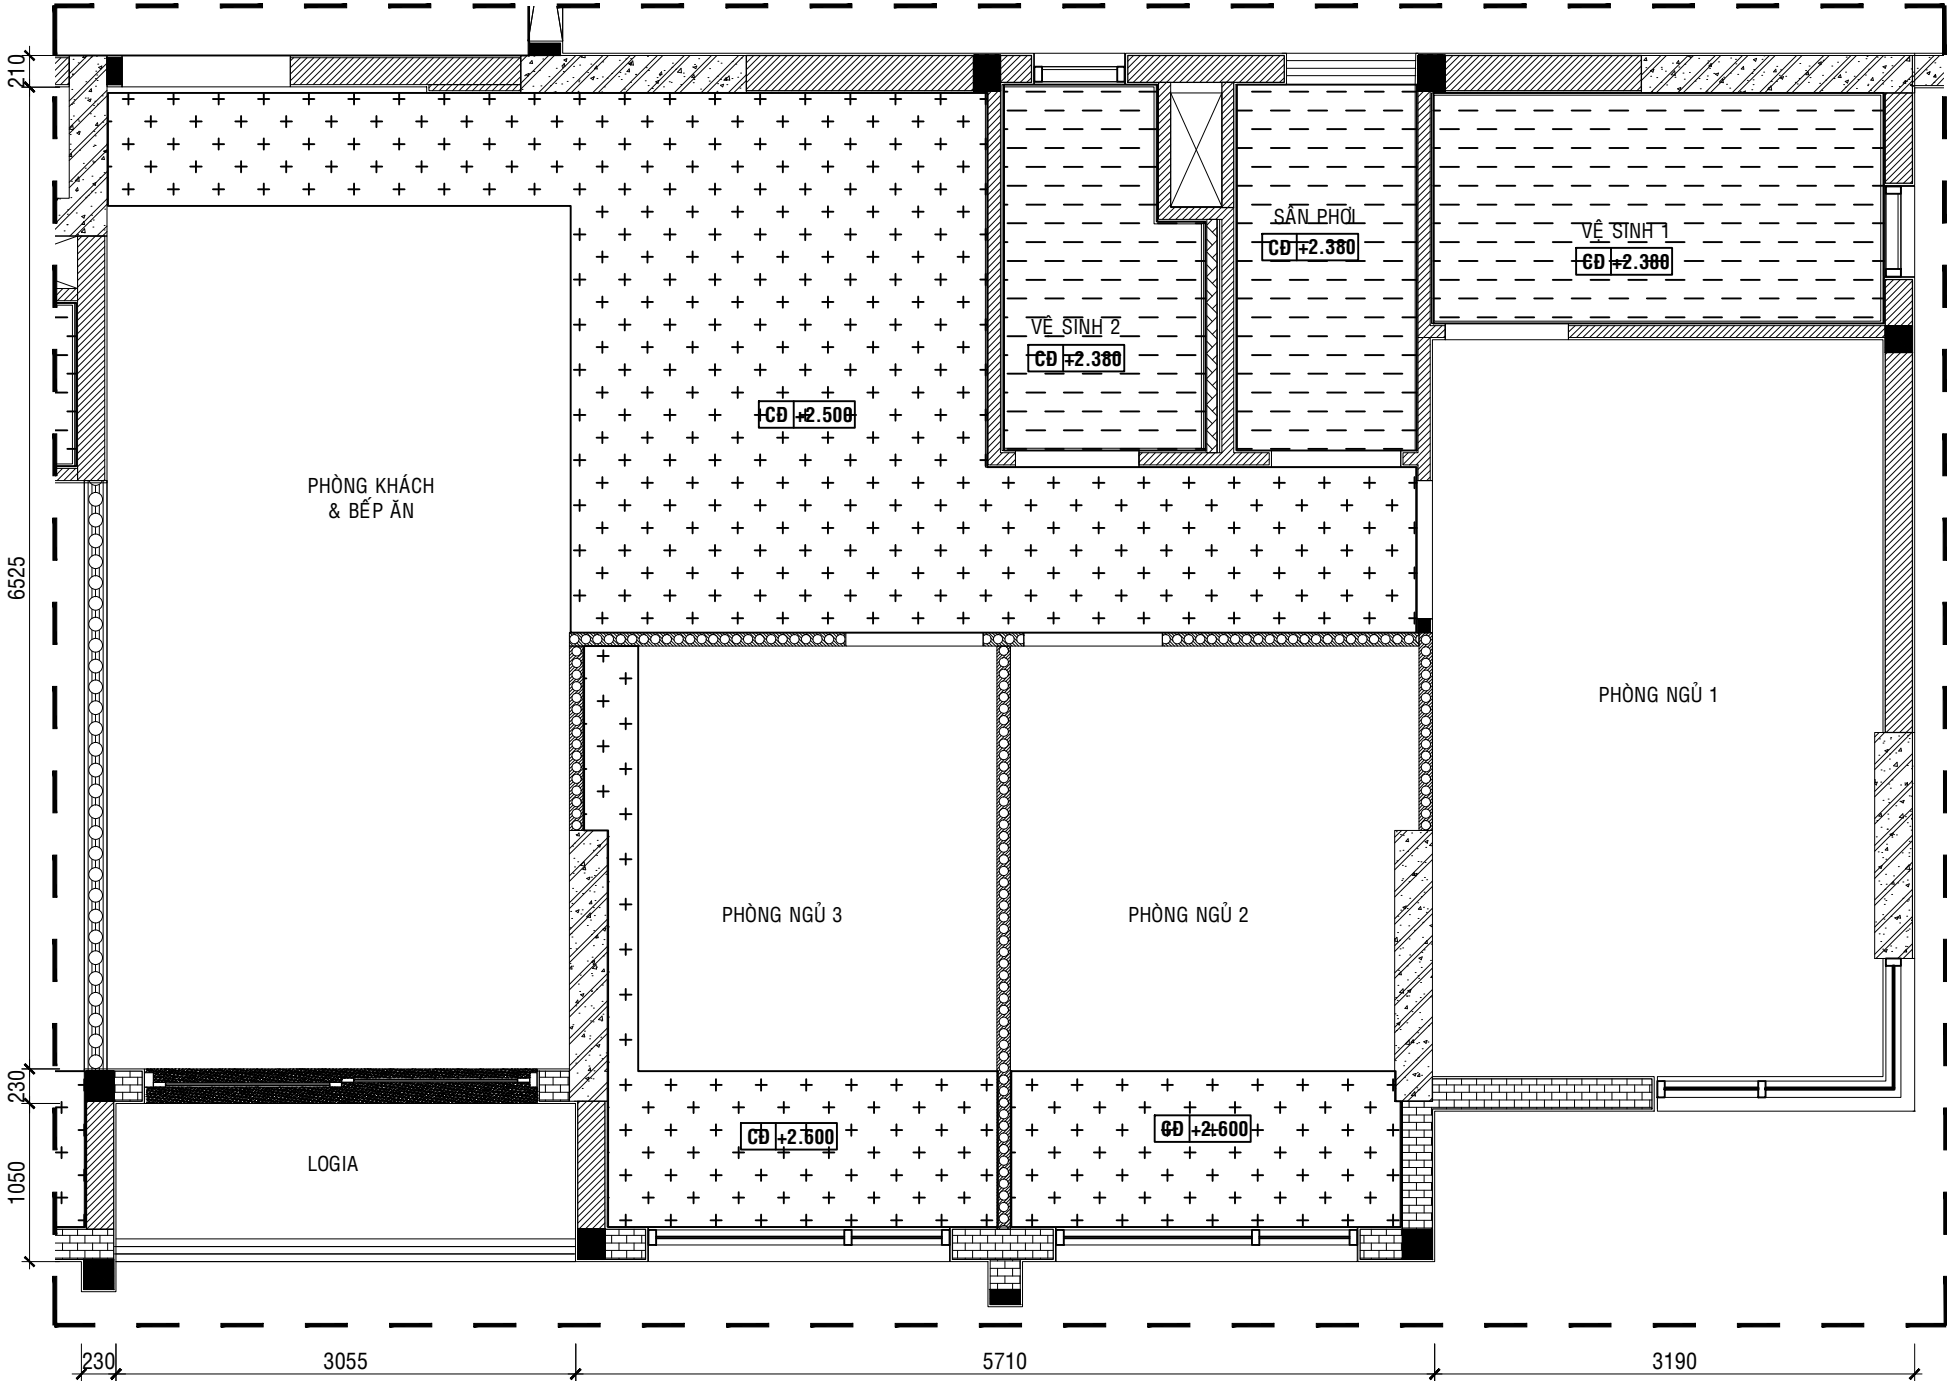 210
SÂN PHƠI
CĐ +2.380
VỆ SINH 1
CĐ +2.380
VỆ SINH 2
CĐ +2.380
CĐ +2.500
PHÒNG KHÁCH
& BẾP ĂN
6525
PHÒNG NGỦ 1
PHÒNG NGỦ 3
PHÒNG NGỦ 2
230
CĐ +2.600
CĐ +2.600
LOGIA
1050
230
3055
5710
3190